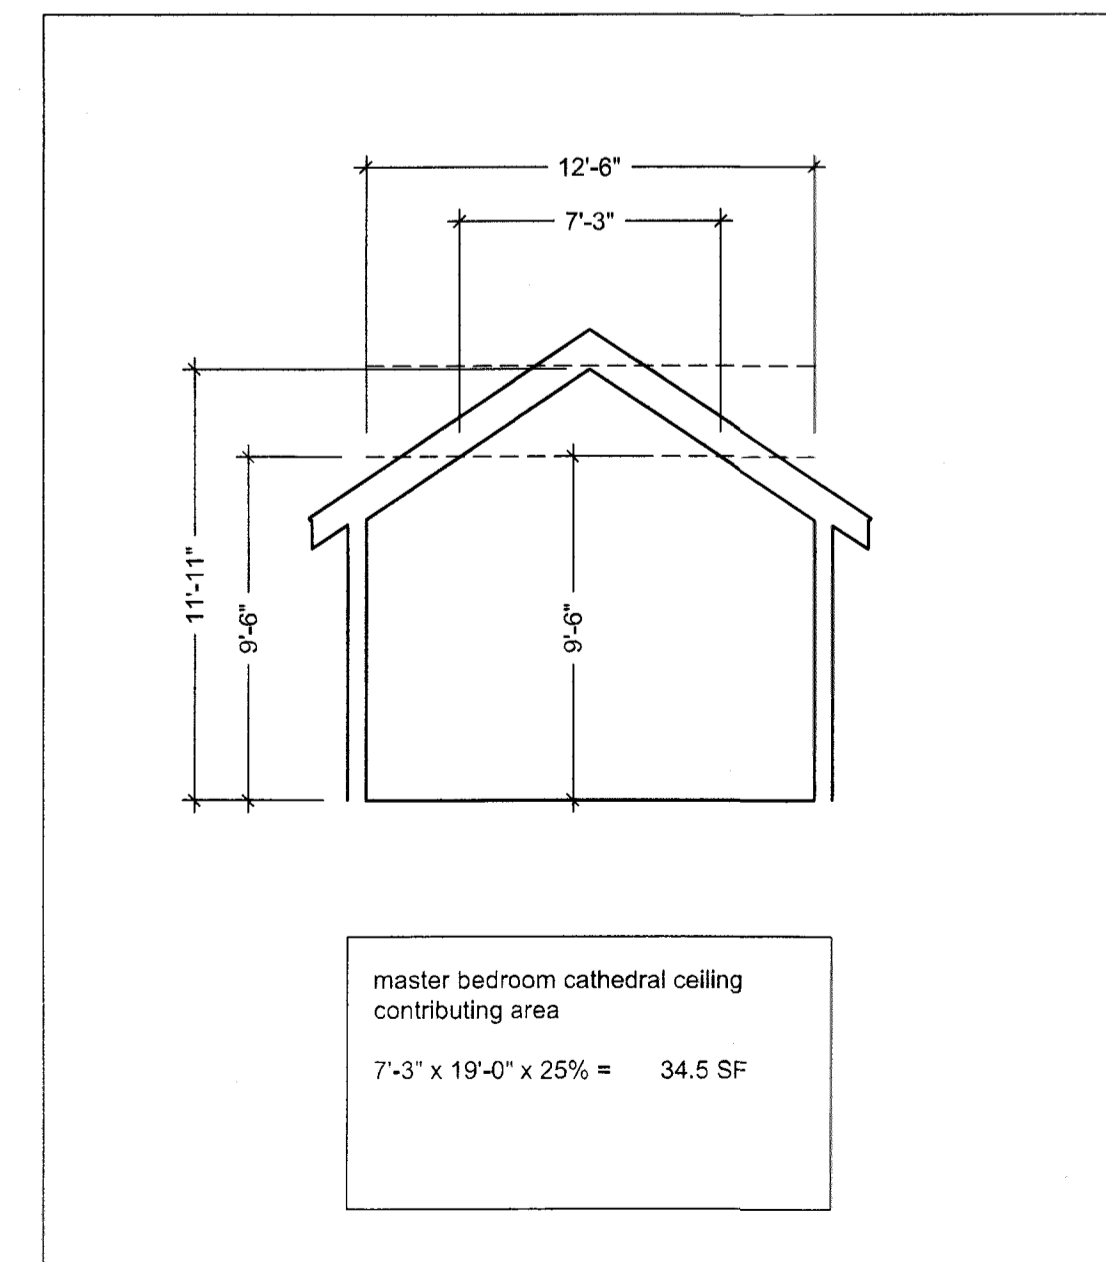 12'-6"
7'-3"
11'-11"
9'-6"
9'-6"
master bedroom cathedral ceiling
contributing area
7'-3" x 19'-0" x 25% = 34.5 SF